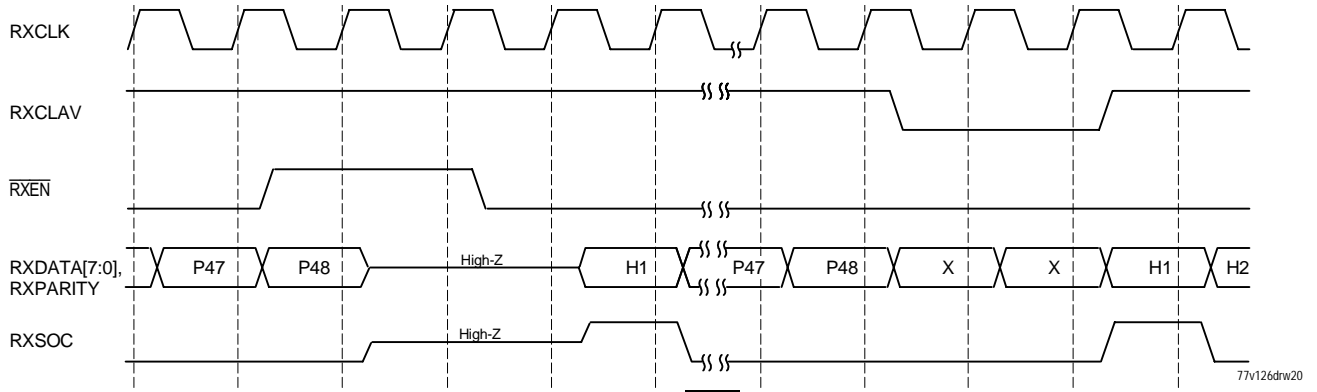 RXCLK
RXCLAV
RXEN
RXDATA[7:0],
RXPARITY
P47 P48 High-Z H1 P47 P48 X X H1 H2
RXSOC
High-Z
77v126drw20